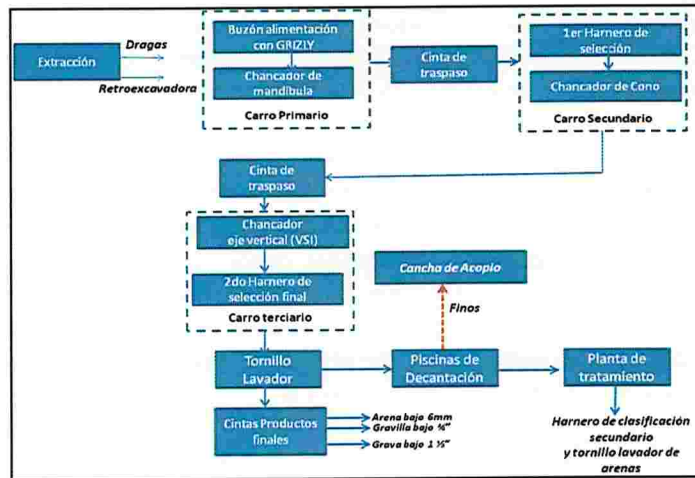 Extracción
Dragas
Retroexcavadora
Buzón alimentación
con GRIZLY
Chancador de
mandíbula
Carro Primario
Cinta de
traspaso
1er Harnero de
selección
Chancador de Cono
Carro Secundario
Cinta de
traspaso
Chancador
eje vertical (VSI)
2do Harnero de
selección final
Carro terciario
Cancha de Acopio
Finos
Tornillo
Lavador
Piscinas de
Decantación
Planta de
tratamiento
Cintas Productos
finales
Arena bajo 6mm
Gravilla bajo ¾"
Grava bajo 1 ½"
Harnero de clasificación
secundario
y tornillo lavador de
arenas